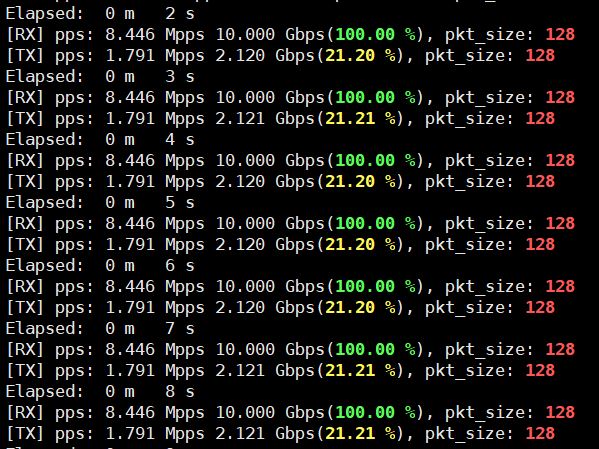 Elapsed:  0 m   2 s
[RX] pps: 8.446 Mpps 10.000 Gbps(100.00 %), pkt_size: 128
[TX] pps: 1.791 Mpps 2.120 Gbps(21.20 %), pkt_size: 128
Elapsed:  0 m   3 s
[RX] pps: 8.446 Mpps 10.000 Gbps(100.00 %), pkt_size: 128
[TX] pps: 1.791 Mpps 2.121 Gbps(21.21 %), pkt_size: 128
Elapsed:  0 m   4 s
[RX] pps: 8.446 Mpps 10.000 Gbps(100.00 %), pkt_size: 128
[TX] pps: 1.791 Mpps 2.120 Gbps(21.20 %), pkt_size: 128
Elapsed:  0 m   5 s
[RX] pps: 8.446 Mpps 10.000 Gbps(100.00 %), pkt_size: 128
[TX] pps: 1.791 Mpps 2.120 Gbps(21.20 %), pkt_size: 128
Elapsed:  0 m   6 s
[RX] pps: 8.446 Mpps 10.000 Gbps(100.00 %), pkt_size: 128
[TX] pps: 1.791 Mpps 2.120 Gbps(21.20 %), pkt_size: 128
Elapsed:  0 m   7 s
[RX] pps: 8.446 Mpps 10.000 Gbps(100.00 %), pkt_size: 128
[TX] pps: 1.791 Mpps 2.121 Gbps(21.21 %), pkt_size: 128
Elapsed:  0 m   8 s
[RX] pps: 8.446 Mpps 10.000 Gbps(100.00 %), pkt_size: 128
[TX] pps: 1.791 Mpps 2.121 Gbps(21.20 %), pkt_size: 128